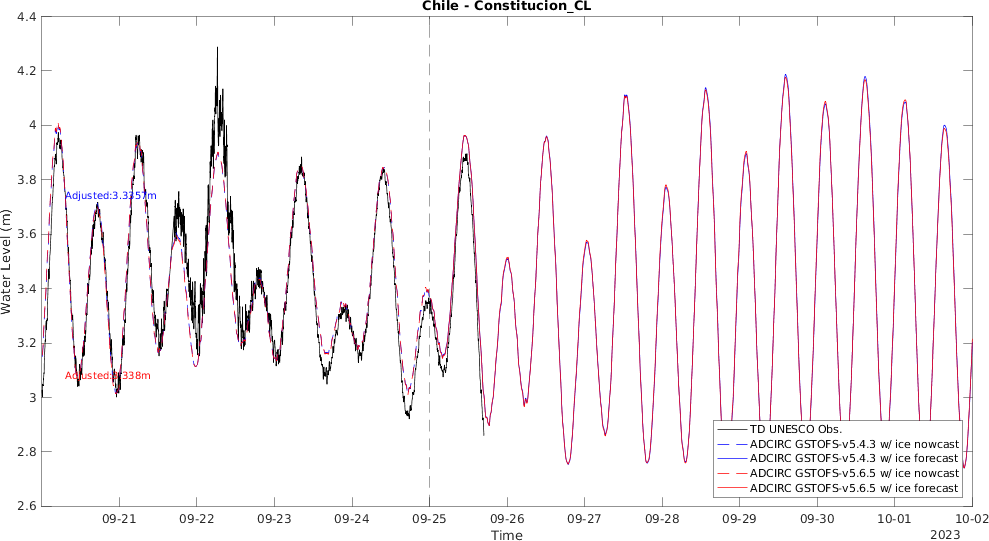 Chile - Constitucion_CL
4.4
4.2
4
3.8
3.6
3.4
3.2
3
2.8
2.6
Water Level (m)
Adjusted:3.3357m
Adjusted:3.338m
TD UNESCO Obs.
ADCIRC GSTOFS-v5.4.3 w/ ice nowcast
ADCIRC GSTOFS-v5.4.3 w/ ice forecast
ADCIRC GSTOFS-v5.6.5 w/ ice nowcast
ADCIRC GSTOFS-v5.6.5 w/ ice forecast
09-21 09-22 09-23 09-24 09-25 09-26 09-27 09-28 09-29 09-30 10-01 10-02
Time
2023